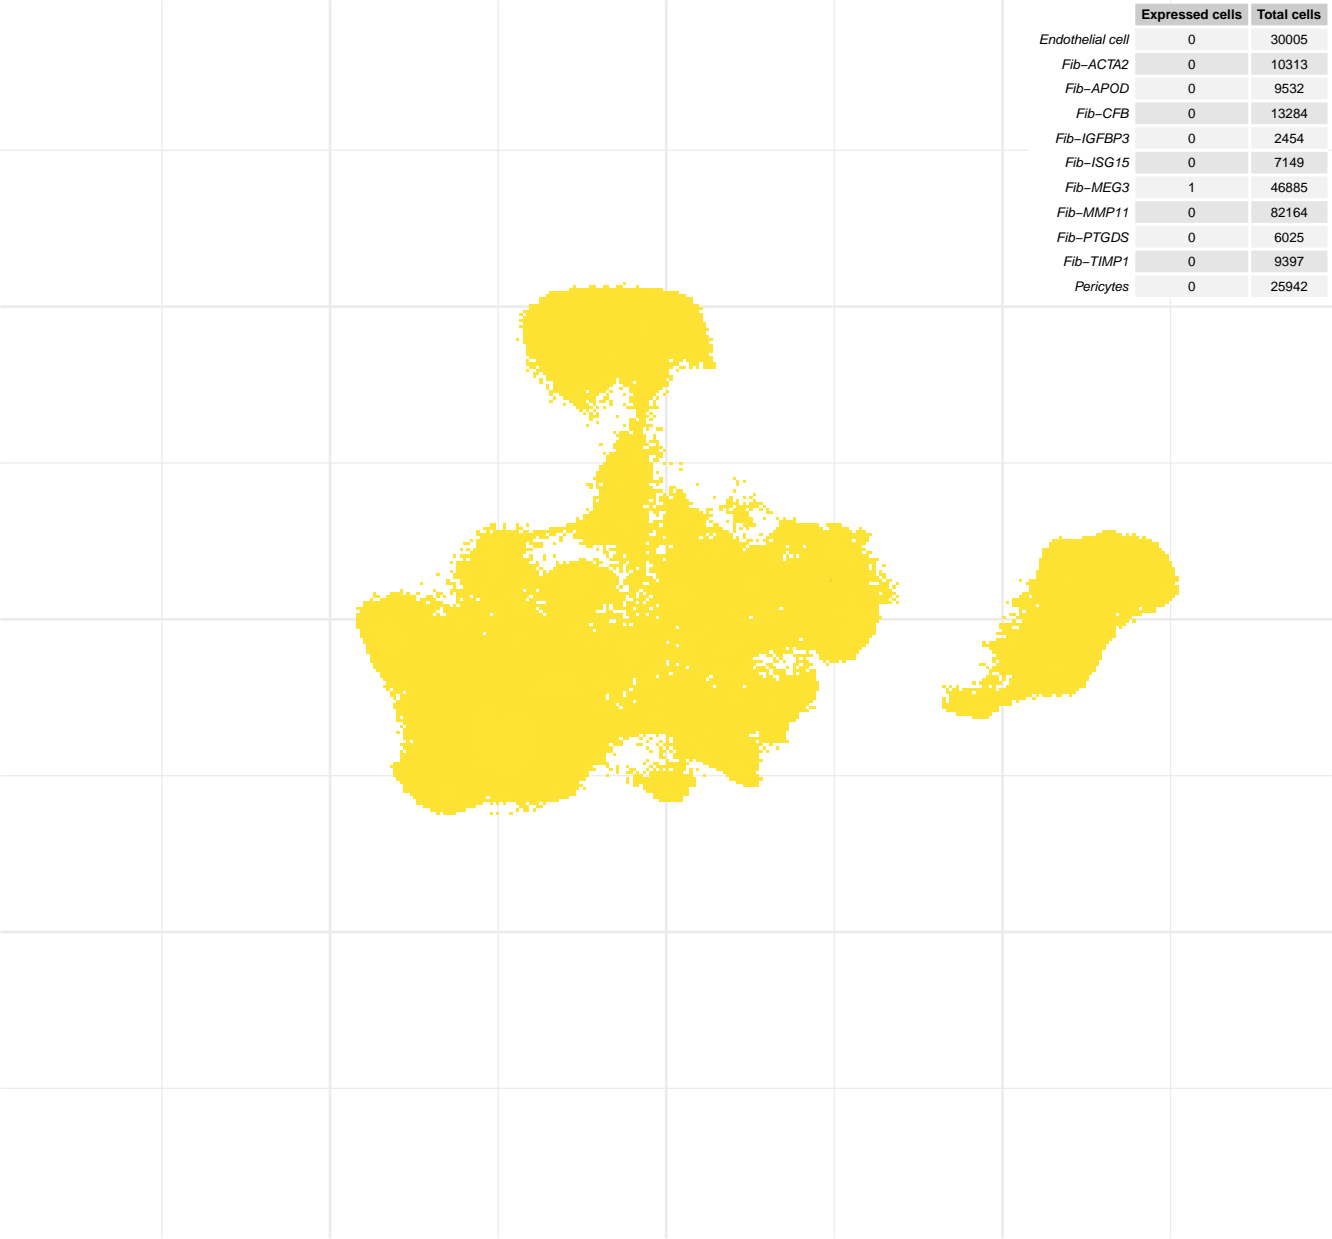 Expressed cells Total cells
Endothelial cell 0 30005
Fib−ACTA2 0 10313
Fib−APOD 0 9532
Fib−CFB 0 13284
Fib−IGFBP3 0 2454
Fib−ISG15 0 7149
Fib−MEG3 1 46885
Fib−MMP11 0 82164
Fib−PTGDS 0 6025
Fib−TIMP1 0 9397
Pericytes 0 25942